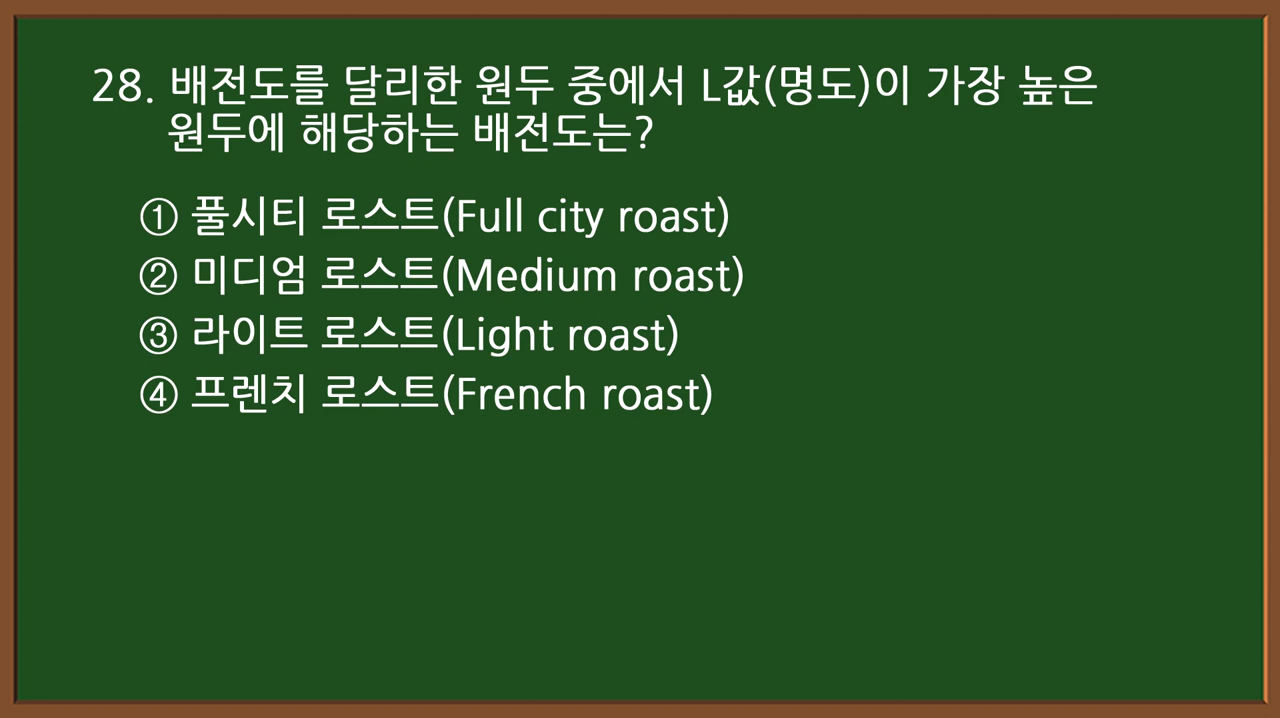 28. 배전도를 달리한 원두 중에서 L값(명도)이 가장 높은
원두에 해당하는 배전도는?
① 풀시티 로스트(Full city roast)
② 미디엄 로스트(Medium roast)
③ 라이트 로스트(Light roast)
④ 프렌치 로스트(French roast)